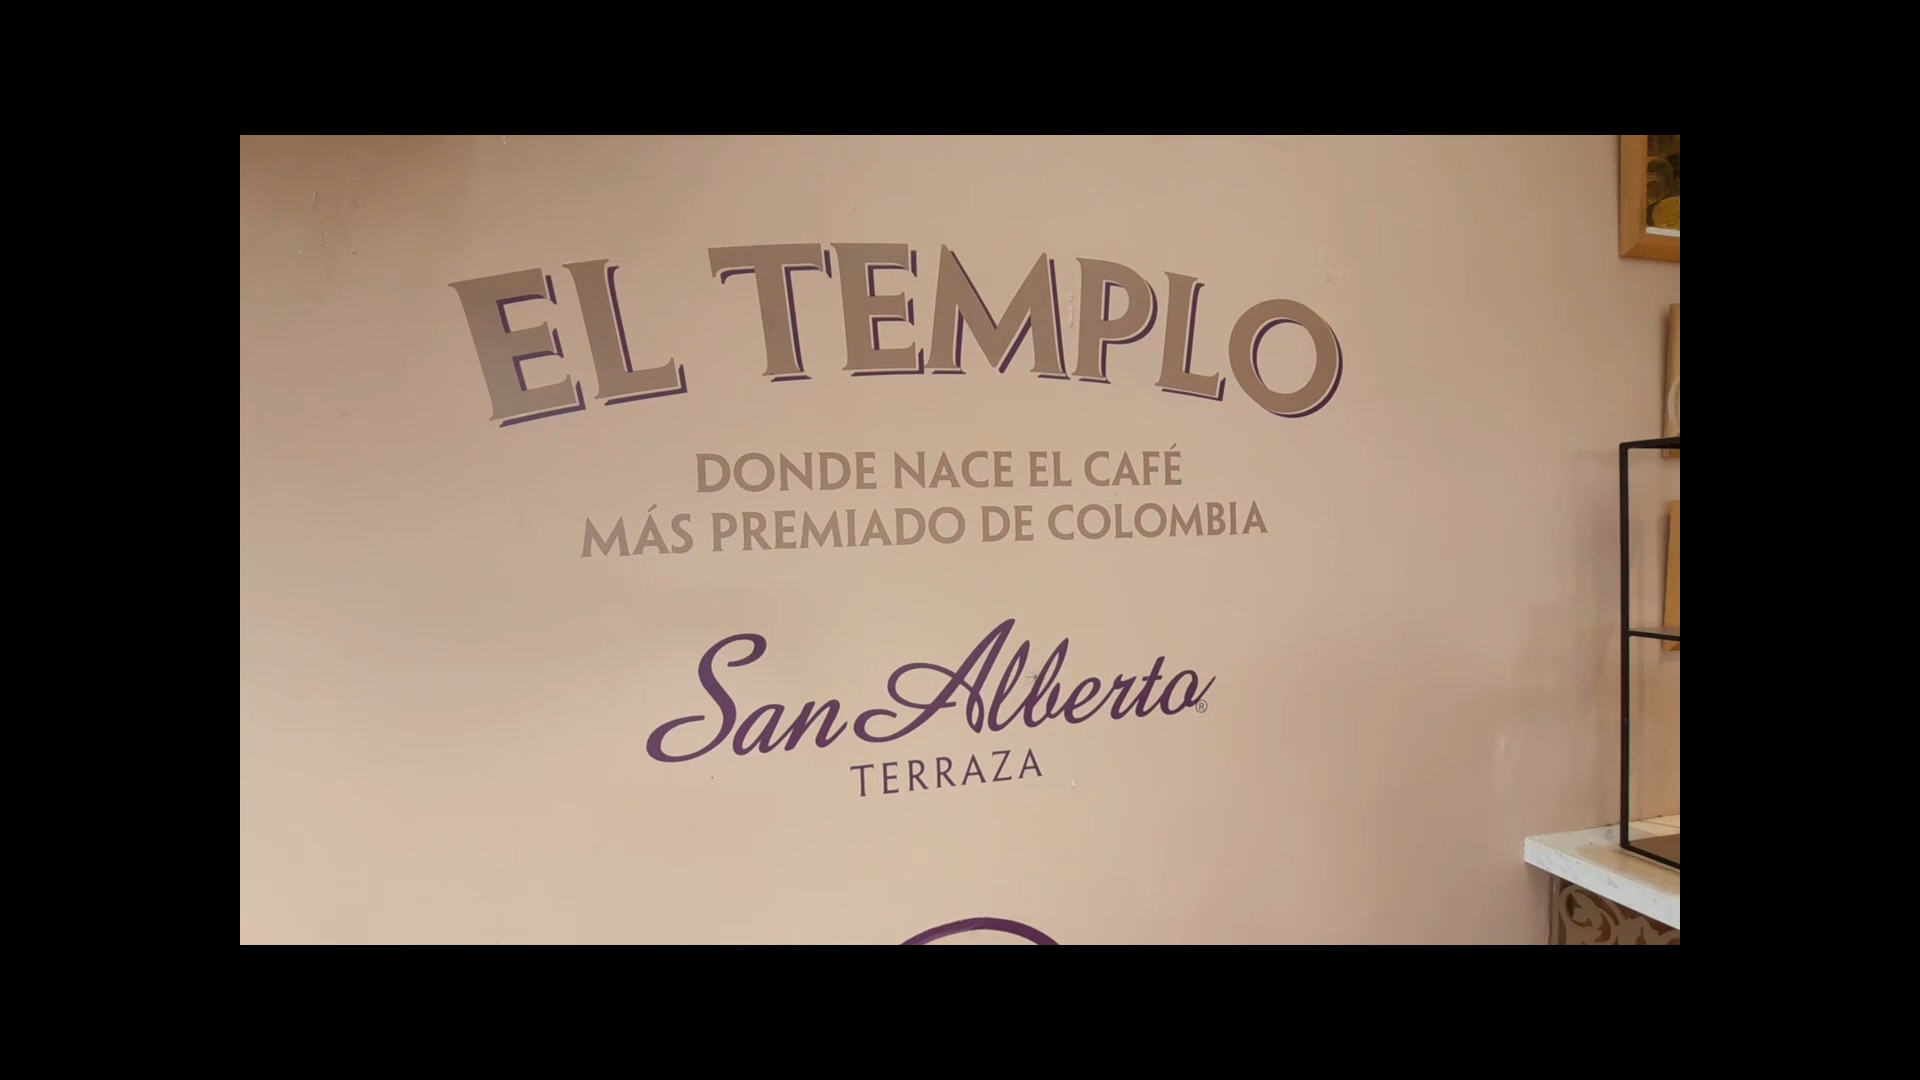 EL TEMPLO
DONDE NACE EL CAFÉ
MÁS PREMIADO DE COLOMBIA
San Alberto®
TERRAZA